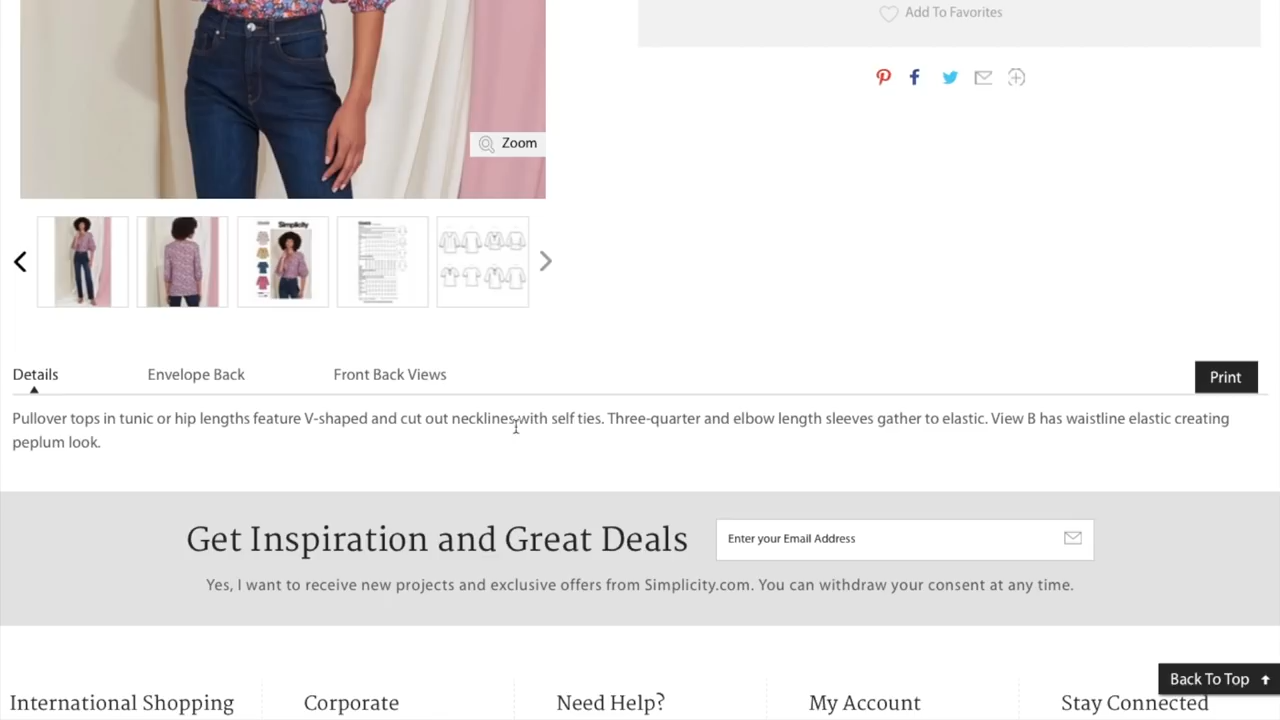 Add To Favorites
Zoom
Simplicity
Details
Envelope Back
Front Back Views
Print
Pullover tops in tunic or hip lengths feature V-shaped and cut out necklines with self ties. Three-quarter and elbow length sleeves gather to elastic. View B has waistline elastic creating
peplum look.
Get Inspiration and Great Deals
Enter your Email Address
Yes, I want to receive new projects and exclusive offers from Simplicity.com. You can withdraw your consent at any time.
Back To Top
International Shopping
Corporate
Need Help?
My Account
Stay Connected